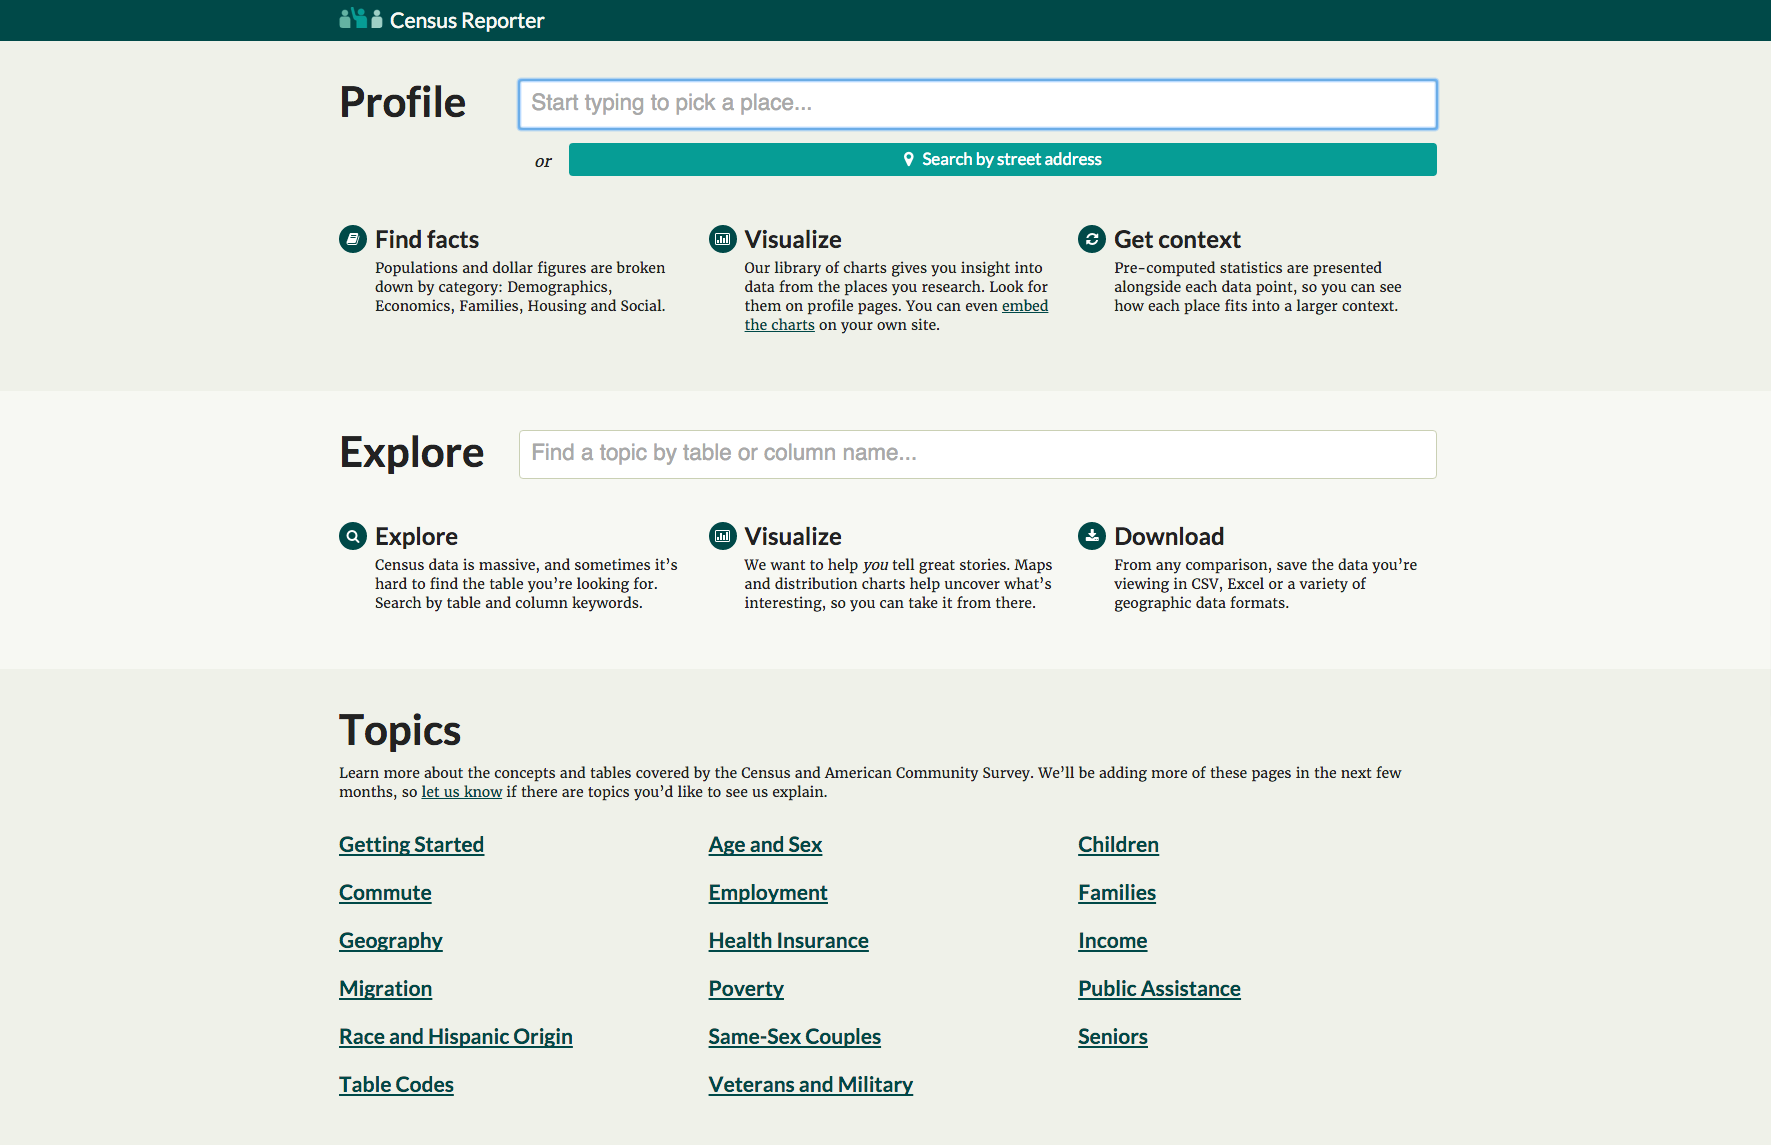 Census Reporter
Profile
Start typing to pick a place...
or
Search by street address
Find facts
Populations and dollar figures are broken
down by category: Demographics,
Economics, Families, Housing and Social.
Visualize
Our library of charts gives you insight into
data from the places you research. Look for
them on profile pages. You can even embed
the charts on your own site.
Get context
Pre-computed statistics are presented
alongside each data point, so you can see
how each place fits into a larger context.
Explore
Find a topic by table or column name...
Explore
Census data is massive, and sometimes it’s
hard to find the table you’re looking for.
Search by table and column keywords.
Visualize
We want to help you tell great stories. Maps
and distribution charts help uncover what’s
interesting, so you can take it from there.
Download
From any comparison, save the data you’re
viewing in CSV, Excel or a variety of
geographic data formats.
Topics
Learn more about the concepts and tables covered by the Census and American Community Survey. We’ll be adding more of these pages in the next few
months, so let us know if there are topics you’d like to see us explain.
Getting Started
Age and Sex
Children
Commute
Employment
Families
Geography
Health Insurance
Income
Migration
Poverty
Public Assistance
Race and Hispanic Origin
Same-Sex Couples
Seniors
Table Codes
Veterans and Military